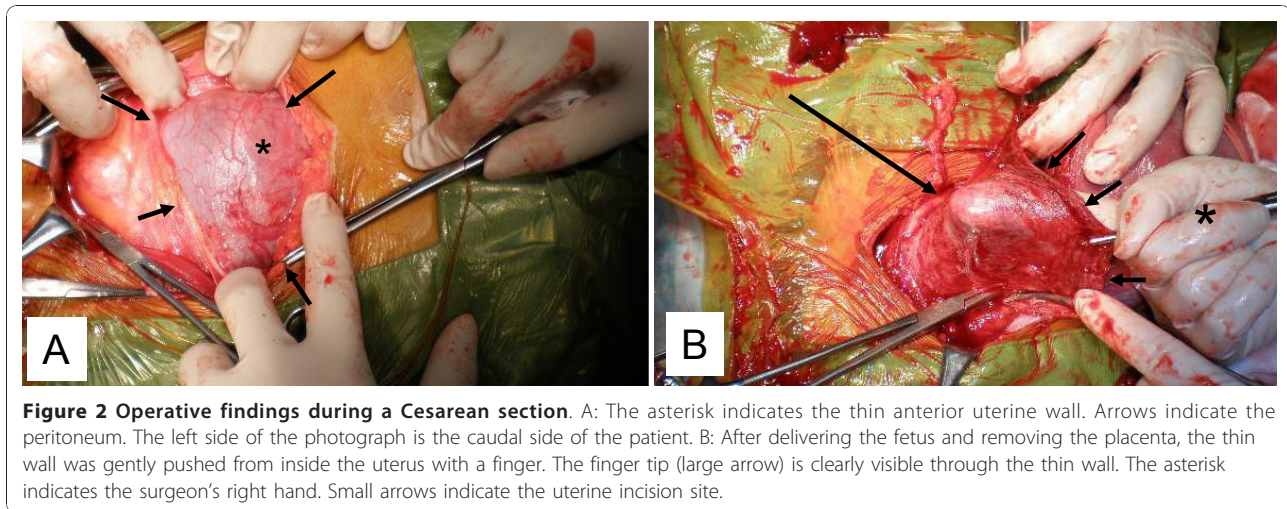 *
*
A
B
Figure 2 Operative findings during a Cesarean section. A: The asterisk indicates the thin anterior uterine wall. Arrows indicate the
peritoneum. The left side of the photograph is the caudal side of the patient. B: After delivering the fetus and removing the placenta, the thin
wall was gently pushed from inside the uterus with a finger. The finger tip (large arrow) is clearly visible through the thin wall. The asterisk
indicates the surgeon's right hand. Small arrows indicate the uterine incision site.